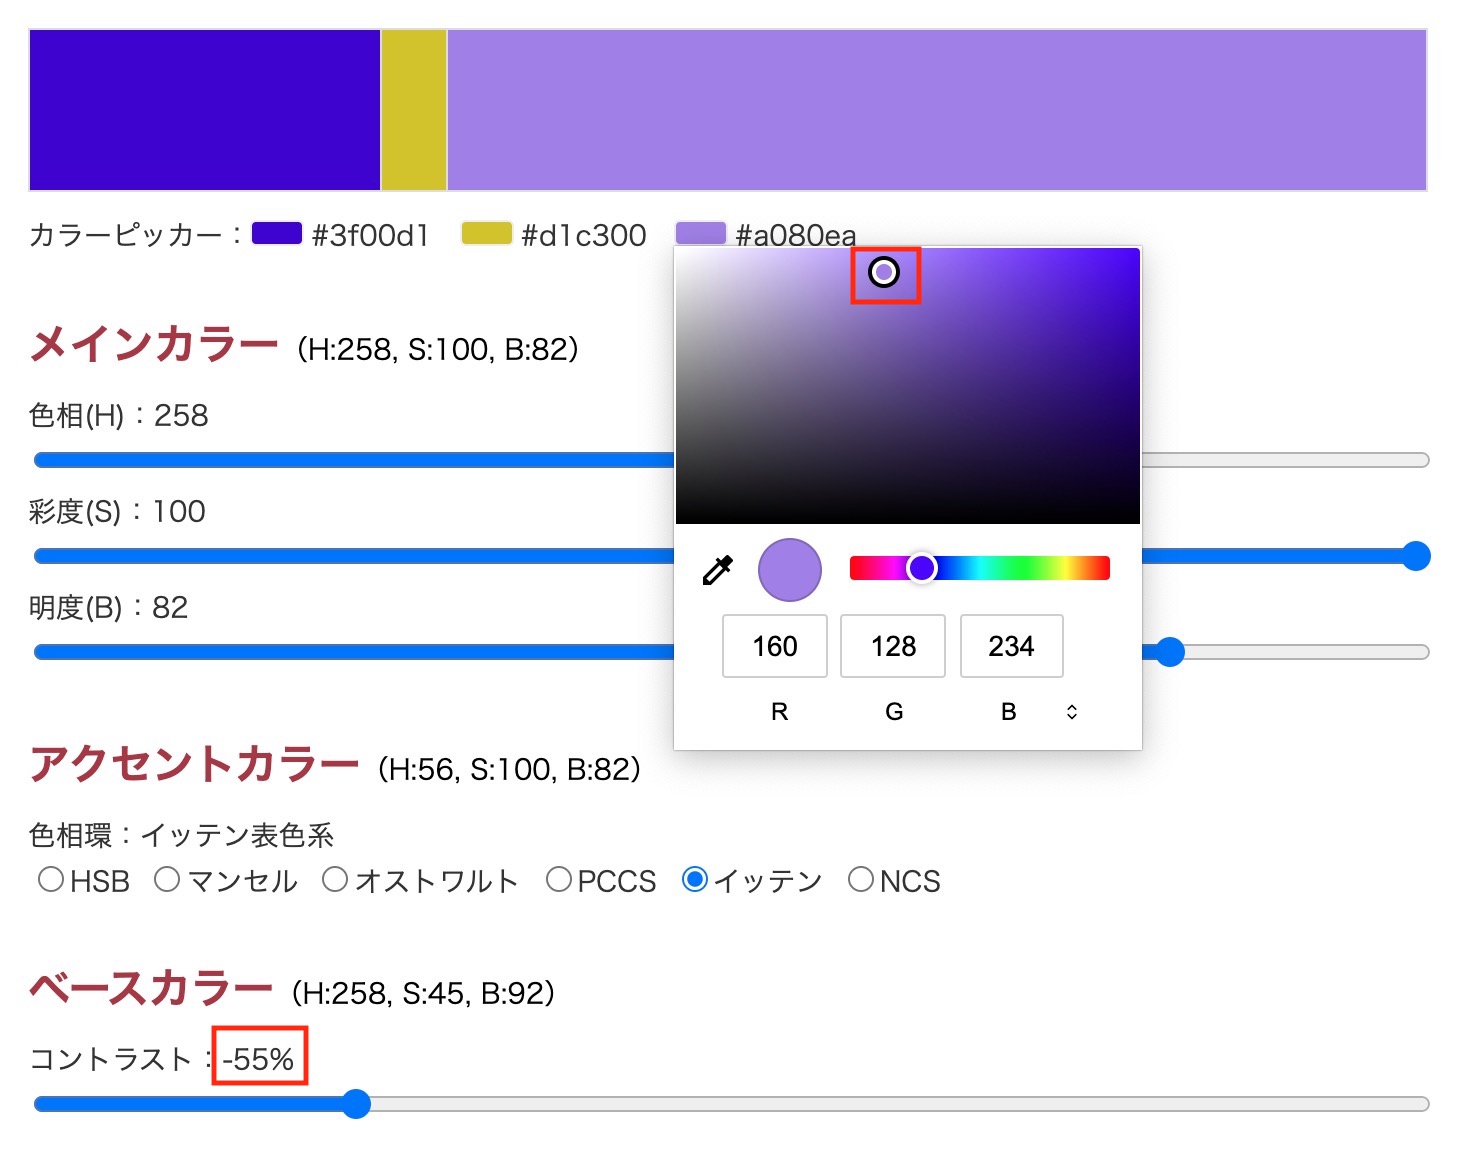 カラーピッカー：#3f00d1 #d1c300 #a080ea
メインカラー（H:258, S:100, B:82）
色相(H)：258
彩度(S)：100
明度(B)：82
160 128 234
R G B
アクセントカラー（H:56, S:100, B:82）
色相環：イッテン表色系
HSB マンセル オストワルト PCCS イッテン NCS
ベースカラー（H:258, S:45, B:92）
コントラスト：-55%